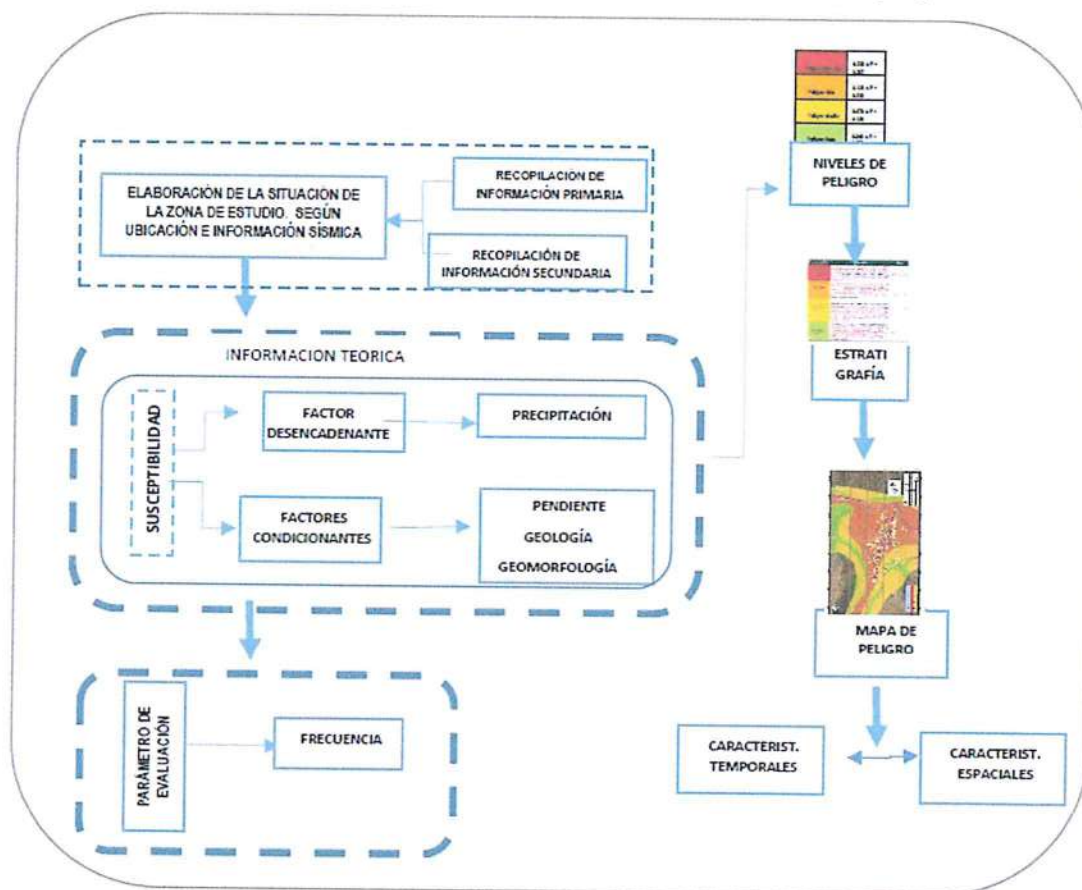 ELABORACIÓN DE LA SITUACIÓN DE
LA ZONA DE ESTUDIO. SEGÚN
UBICACIÓN E INFORMACIÓN SÍSMICA
RECOPILACIÓN DE
INFORMACIÓN PRIMARIA
RECOPILACIÓN DE
INFORMACIÓN SECUNDARIA
INFORMACION TEÓRICA
SUSCEPTIBILIDAD
FACTOR
DESENCADENANTE
PRECIPITACIÓN
FACTORES
CONDICIONANTES
PENDIENTE
GEOLOGÍA
GEOMORFOLOGÍA
PARÁMETRO DE
EVALUACIÓN
FRECUENCIA
NIVELES DE
PELIGRO
ESTRATI
GRAFÍA
MAPA DE
PELIGRO
CARACTERIST.
TEMPORALES
CARACTERIST.
ESPACIALES